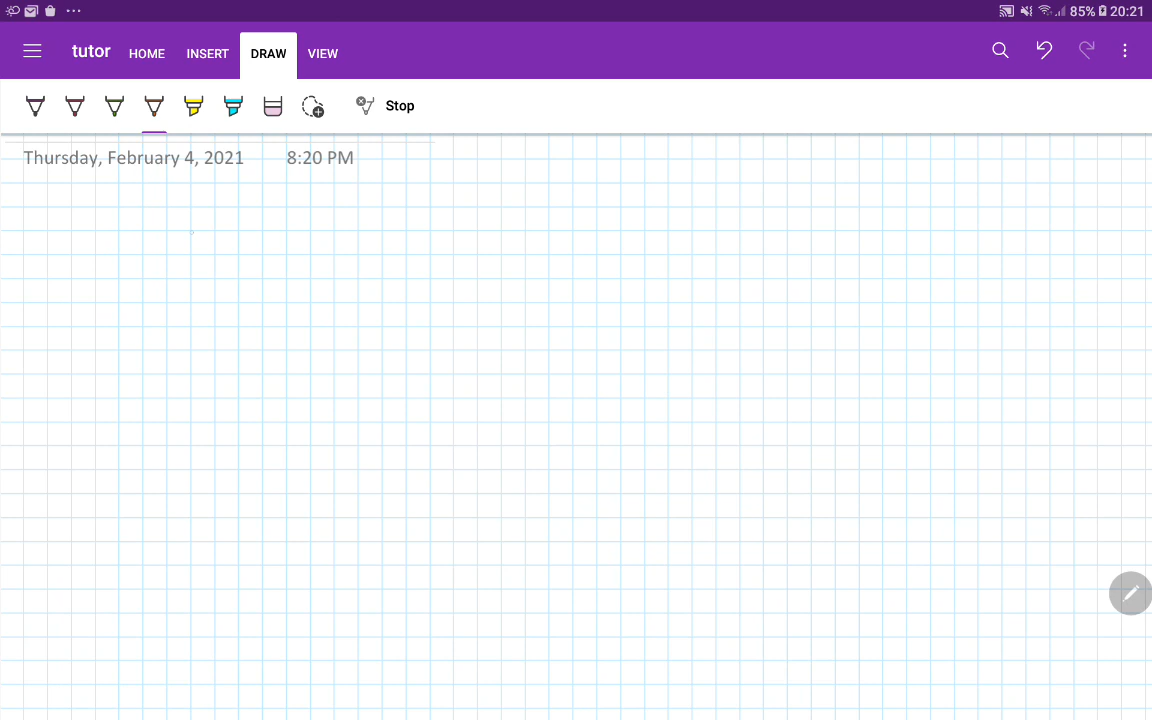 85% 20:21
tutor HOME INSERT DRAW VIEW
Stop
Thursday, February 4, 2021 8:20 PM